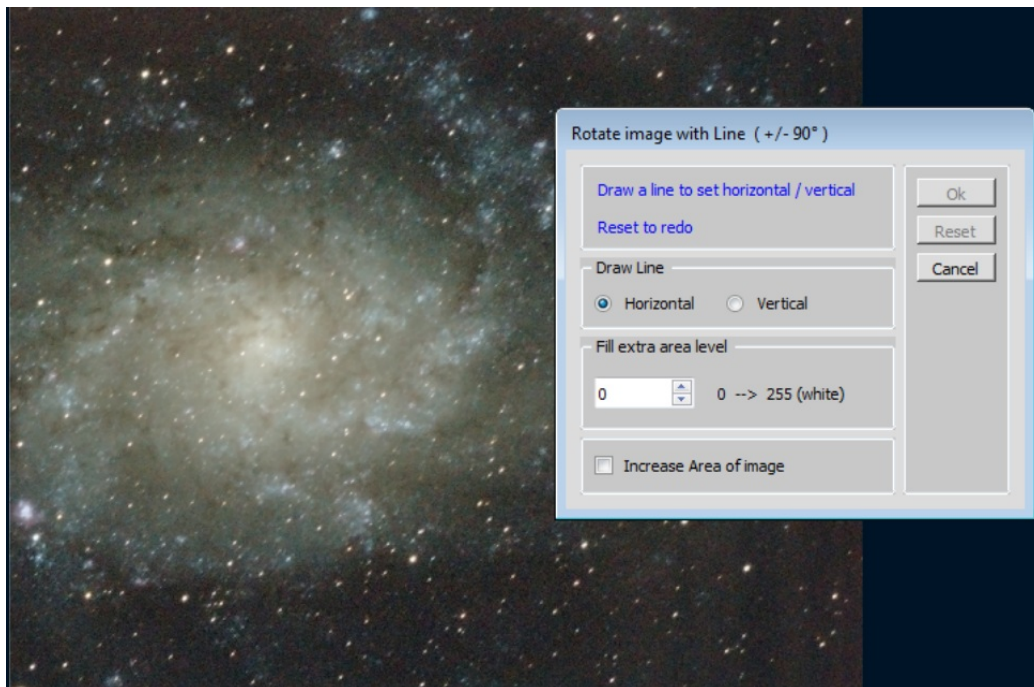 Rotate image with Line ( +/- 90° )
Draw a line to set horizontal / vertical
Reset to redo
Ok
Reset
Cancel
Draw Line
Horizontal
Vertical
Fill extra area level
0
0 --> 255 (white)
Increase Area of image